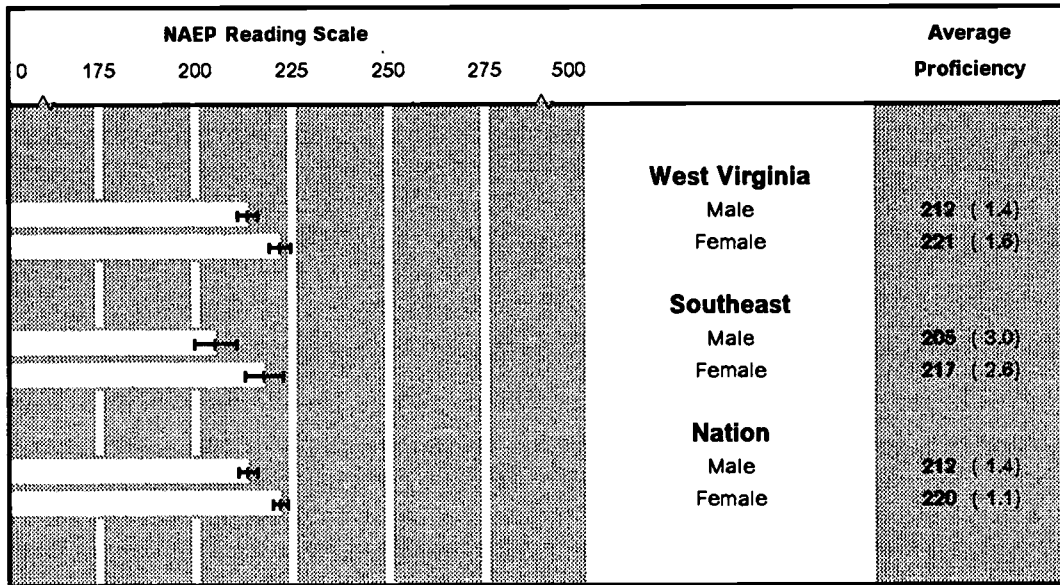 NAEP Reading Scale Average
0 175 200 225 250 275 500 Proficiency
West Virginia
Male 212 ( 1.4)
Female 221 ( 1.6)
Southeast
Male 205 ( 3.0)
Female 217 ( 2.6)
Nation
Male 212 ( 1.4)
Female 220 ( 1.1)